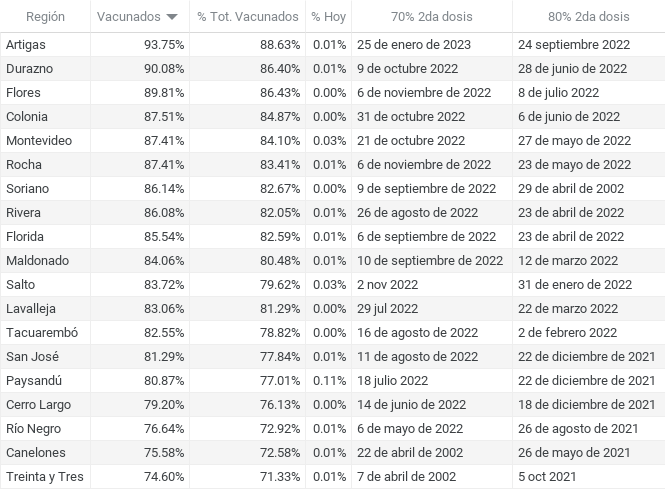 Región Vacunados % Tot. Vacunados % Hoy 70% 2da dosis 80% 2da dosis
Artigas 93.75% 88.63% 0.01% 25 de enero de 2023 24 septiembre 2022
Durazno 90.08% 86.40% 0.01% 9 de octubre 2022 28 de junio de 2022
Flores 89.81% 86.43% 0.00% 6 de noviembre de 2022 8 de julio 2022
Colonia 87.51% 84.87% 0.00% 31 de octubre 2022 6 de junio de 2022
Montevideo 87.41% 84.10% 0.03% 21 de octubre 2022 27 de mayo de 2022
Rocha 87.41% 83.41% 0.01% 6 de noviembre de 2022 23 de mayo de 2022
Soriano 86.14% 82.67% 0.00% 9 de septiembre de 2022 29 de abril de 2002
Rivera 86.08% 82.05% 0.01% 26 de agosto de 2022 23 de abril de 2022
Florida 85.54% 82.59% 0.01% 6 de septiembre de 2022 23 de abril de 2022
Maldonado 84.06% 80.48% 0.01% 10 de septiembre de 2022 12 de marzo 2022
Salto 83.72% 79.62% 0.03% 2 nov 2022 31 de enero de 2022
Lavalleja 83.06% 81.29% 0.00% 29 jul 2022 22 de marzo de 2022
Tacuarembó 82.55% 78.82% 0.00% 16 de agosto de 2022 2 de febrero 2022
San José 81.29% 77.84% 0.01% 11 de agosto de 2022 22 de diciembre de 2021
Paysandú 80.87% 77.01% 0.11% 18 julio 2022 22 de diciembre de 2021
Cerro Largo 79.20% 76.13% 0.00% 14 de junio de 2022 18 de diciembre de 2021
Río Negro 76.64% 72.92% 0.01% 6 de mayo de 2022 26 de agosto de 2021
Canelones 75.58% 72.58% 0.01% 22 de abril de 2002 26 de mayo de 2021
Treinta y Tres 74.60% 71.33% 0.01% 7 de abril de 2002 5 oct 2021